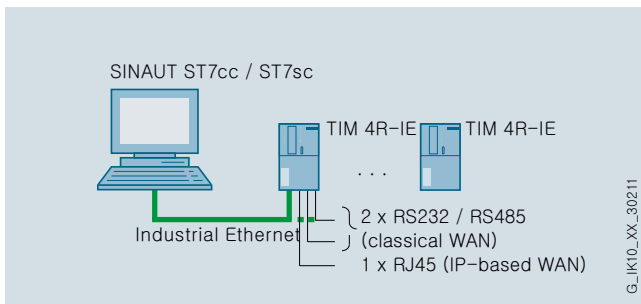 SINAUT ST7cc / ST7sc
TIM 4R-IE
TIM 4R-IE
. . .
2 x RS232 / RS485
Industrial Ethernet
(classical WAN)
1 x RJ45 (IP-based WAN)
G_IK10_XX_30211